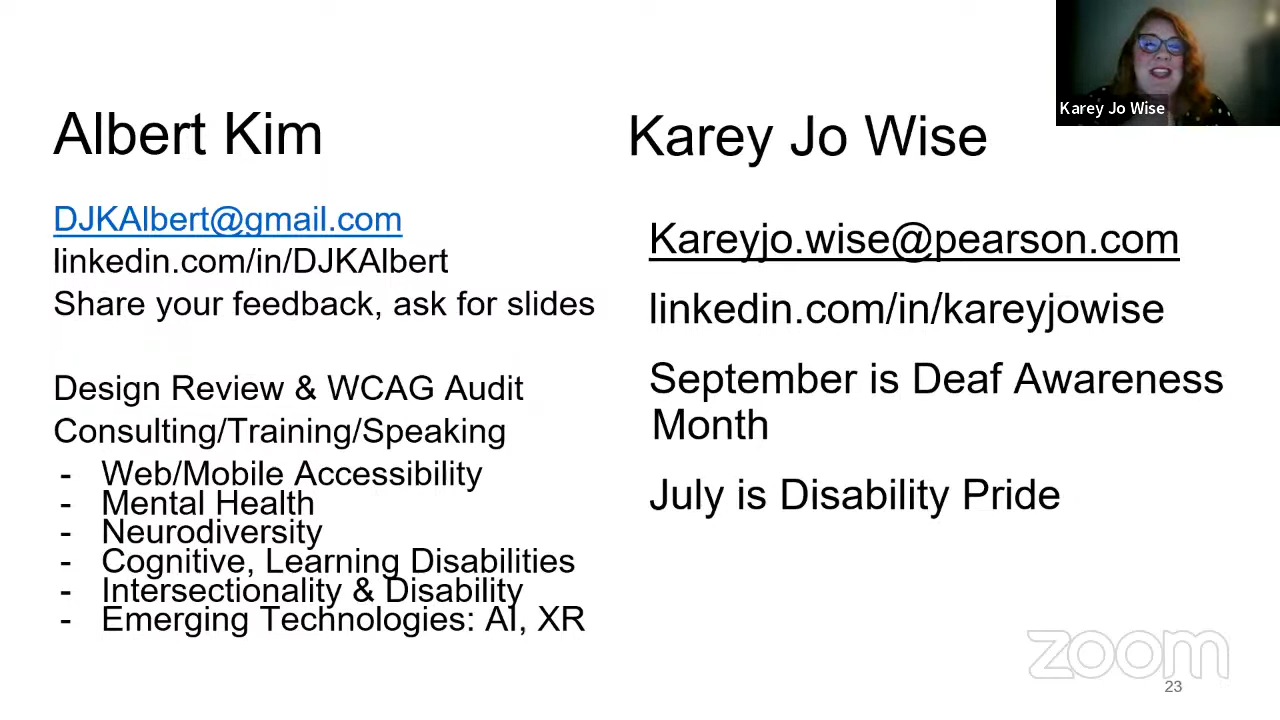 Albert Kim
DJKAlbert@gmail.com
linkedin.com/in/DJKAlbert
Share your feedback, ask for slides
Design Review & WCAG Audit
Consulting/Training/Speaking
- Web/Mobile Accessibility
- Mental Health
- Neurodiversity
- Cognitive, Learning Disabilities
- Intersectionality & Disability
- Emerging Technologies: AI, XR
Karey Jo Wise
Kareyjo.wise@pearson.com
linkedin.com/in/kareyjowise
September is Deaf Awareness
Month
July is Disability Pride
Karey Jo Wise
zoom
23